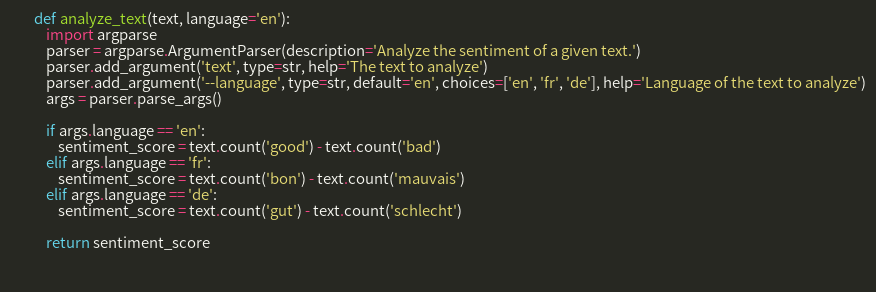 def analyze_text(text, language='en'):
import argparse
parser = argparse.ArgumentParser(description='Analyze the sentiment of a given text.')
parser.add_argument('text', type=str, help='The text to analyze')
parser.add_argument('--language', type=str, default='en', choices=['en', 'fr', 'de'], help='Language of the text to analyze')
args = parser.parse_args()
if args.language == 'en':
sentiment_score = text.count('good') - text.count('bad')
elif args.language == 'fr':
sentiment_score = text.count('bon') - text.count('mauvais')
elif args.language == 'de':
sentiment_score = text.count('gut') - text.count('schlecht')
return sentiment_score